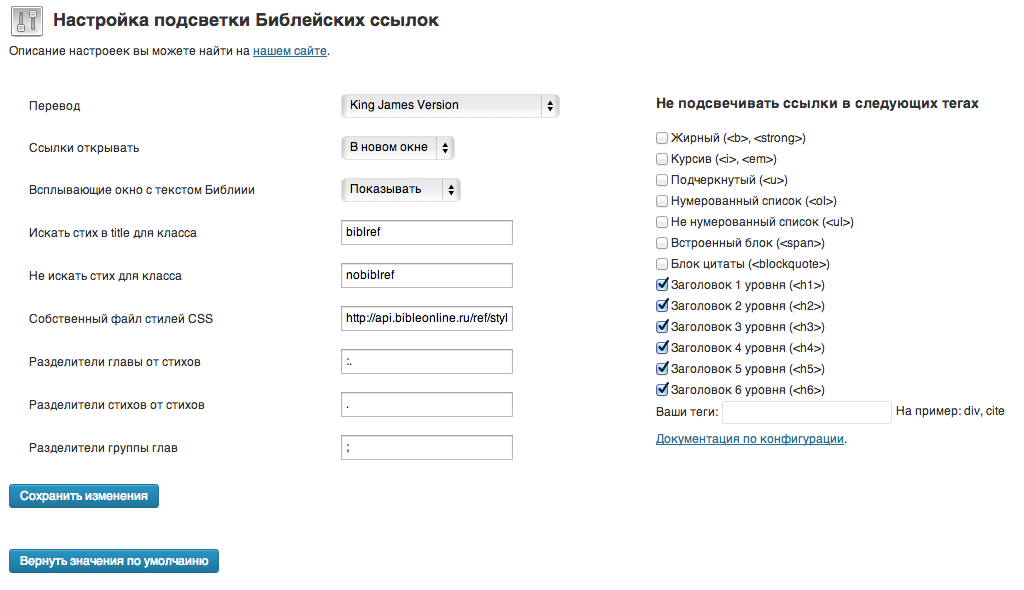 Настройка подсветки Библейских ссылок
Описание настроеек вы можете найти на нашем сайте.
Перевод
King James Version
Ссылки открывать
В новом окне
Всплывающие окно с текстом Библиии
Показывать
Искать стих в title для класса
biblref
Не искать стих для класса
nobiblref
Собственный файл стилей CSS
http://api.bibleonline.ru/ref/styl
Разделители главы от стихов
:.
Разделители стихов от стихов
.
Разделители группы глав
;
Сохранить изменения
Вернуть значения по умолчаиню
Не подсвечивать ссылки в следующих тегах
Жирный (<b>, <strong>)
Курсив (<i>, <em>)
Подчеркнутый (<u>)
Нумерованный список (<ol>)
Не нумерованный список (<ul>)
Встроенный блок (<span>)
Блок цитаты (<blockquote>)
Заголовок 1 уровня (<h1>)
Заголовок 2 уровня (<h2>)
Заголовок 3 уровня (<h3>)
Заголовок 4 уровня (<h4>)
Заголовок 5 уровня (<h5>)
Заголовок 6 уровня (<h6>)
Ваши теги: На пример: div, cite
Документация по конфигурации.